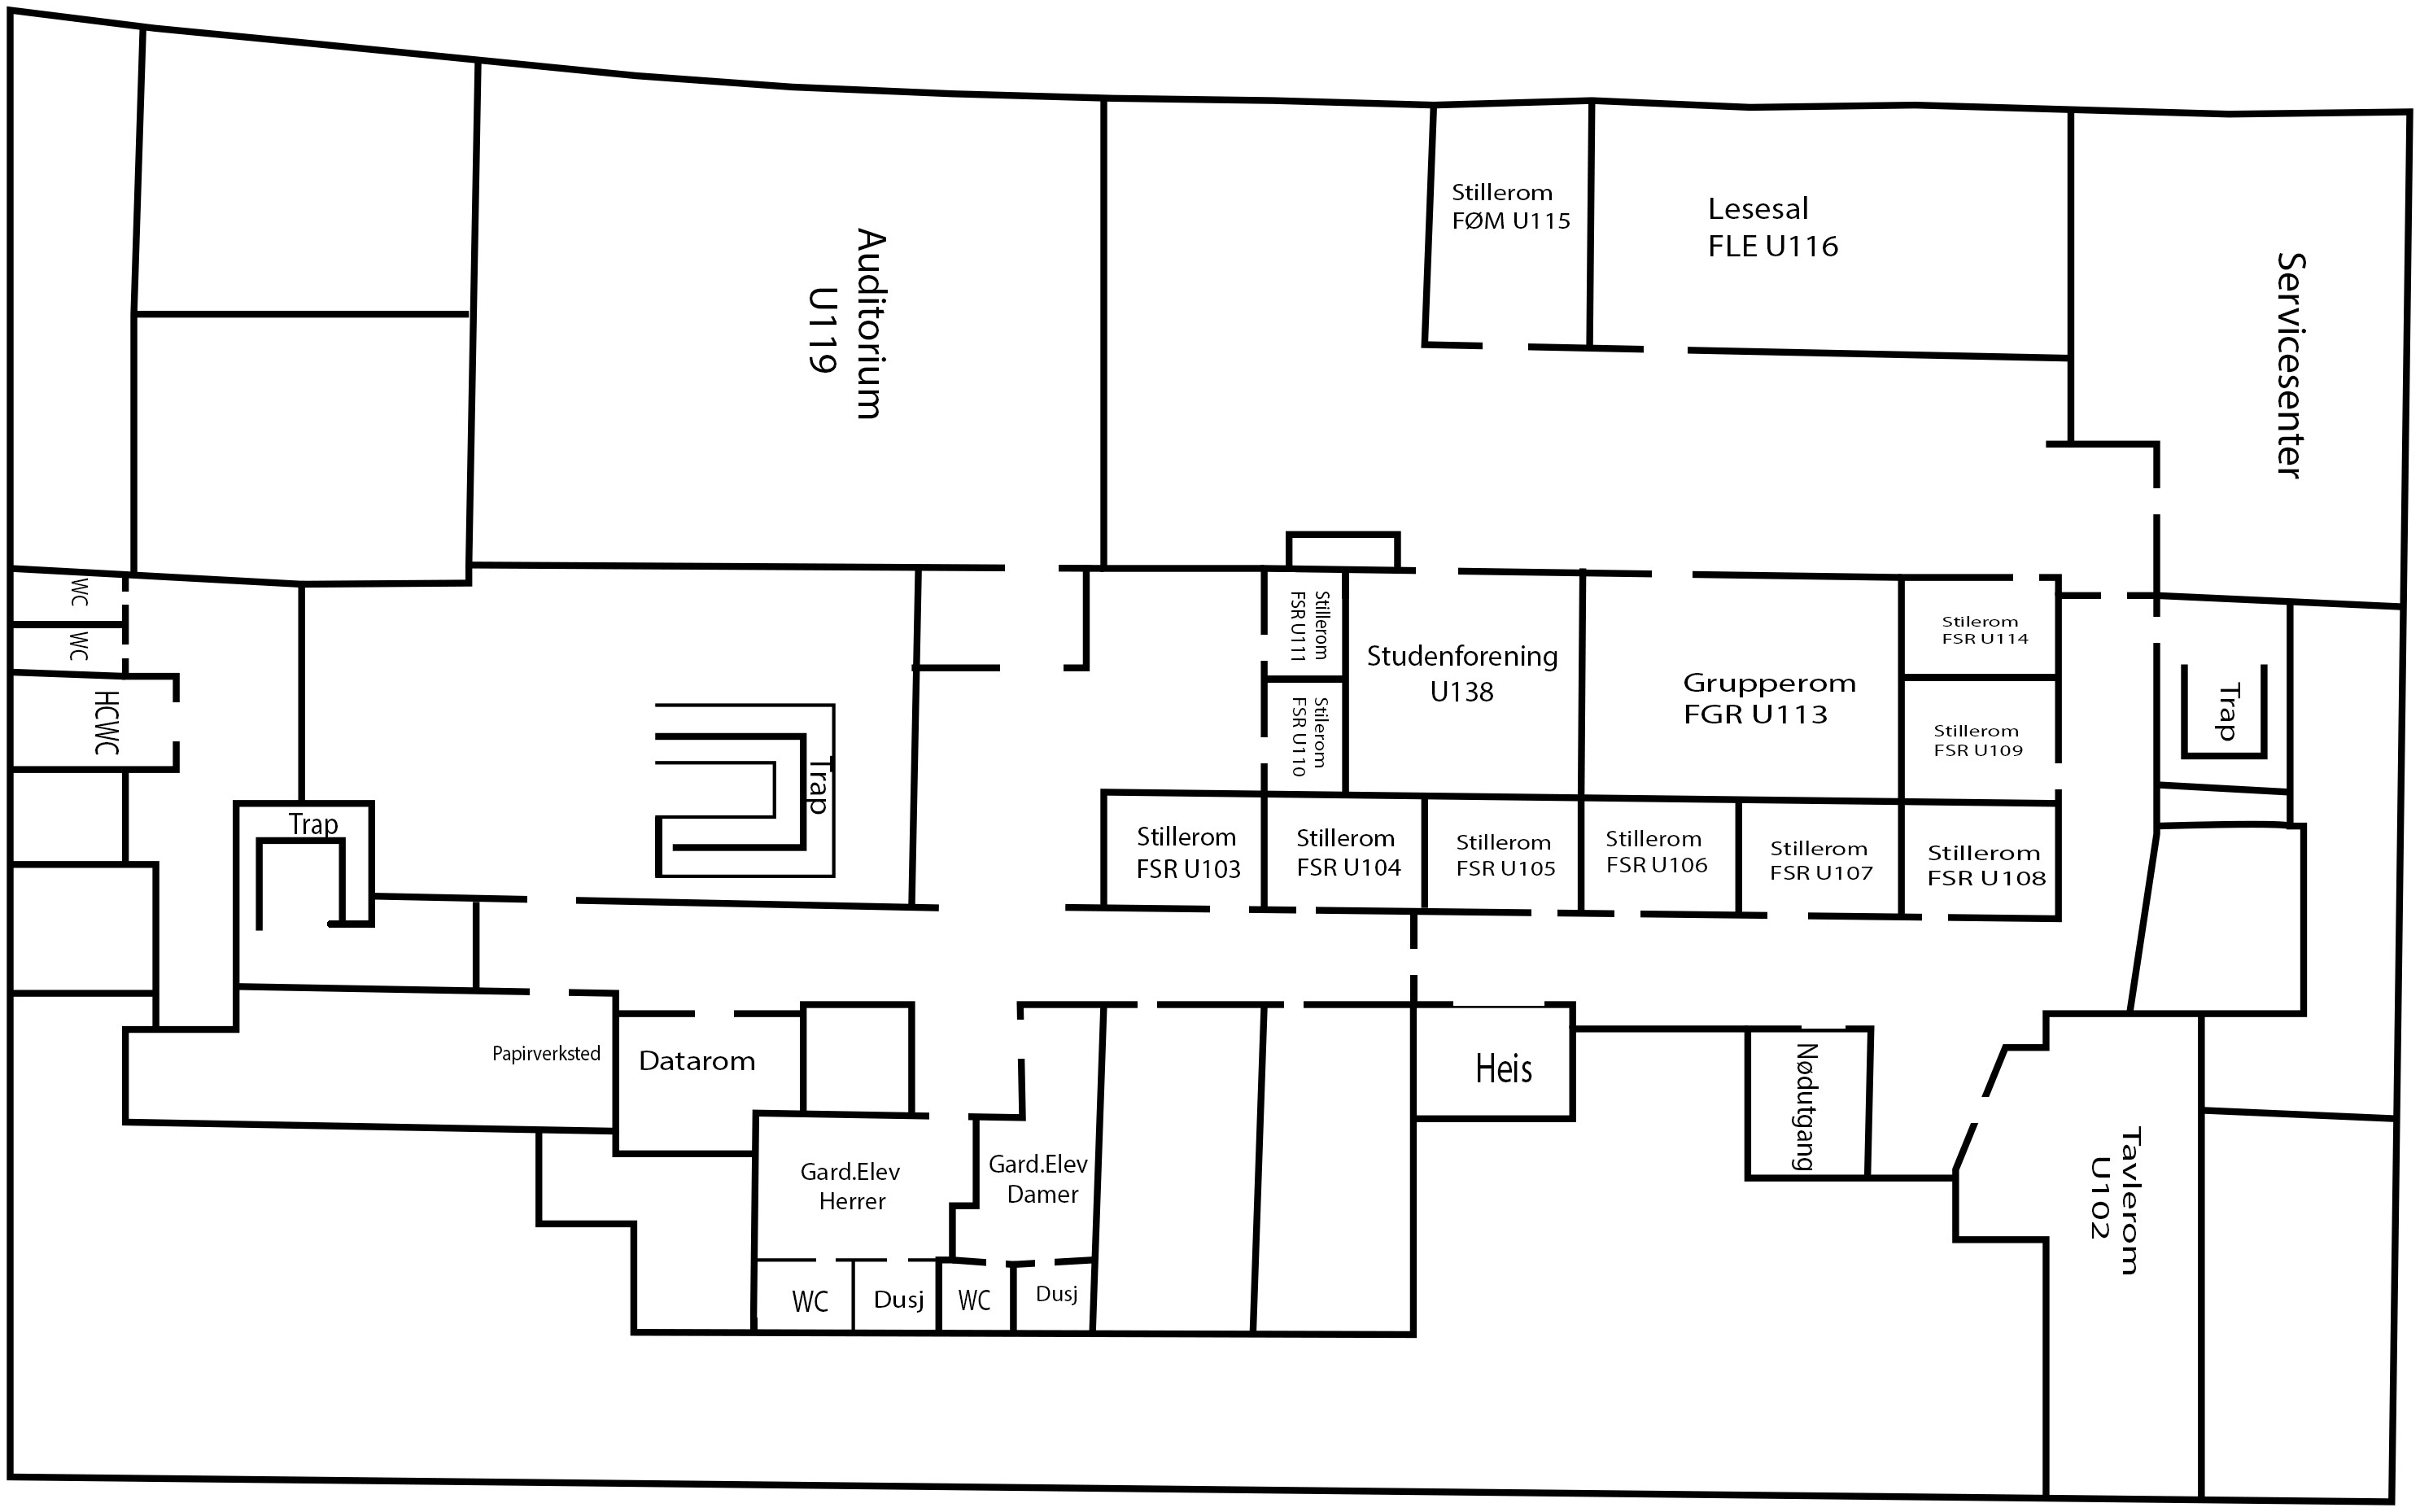 Stillerom
FØM U115
Lesesal
FLE U116
Auditorium
U119
Servicesenter
WC
WC
HCWC
Stillerom
FSR U111
Stilerom
FSR U110
Studenforening
U138
Grupperom
FGR U113
Stilerom
FSR U114
Stillerom
FSR U109
Trap
Trap
Trap
Stillerom
FSR U103
Stillerom
FSR U104
Stillerom
FSR U105
Stillerom
FSR U106
Stillerom
FSR U107
Stillerom
FSR U108
Papirverksted
Datarom
Heis
Nødutgang
Gard.Elev
Herrer
Gard.Elev
Damer
Tavlerom
U102
WC
Dusj
WC
Dusj